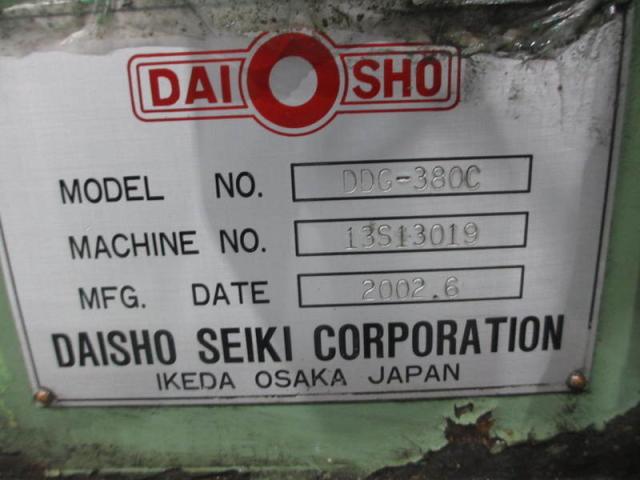 DAI SHO
MODEL NO. DDG-380C
MACHINE NO. 13S13019
MFG. DATE 2002.6
DAISHO SEIKI CORPORATION
IKEDA OSAKA JAPAN